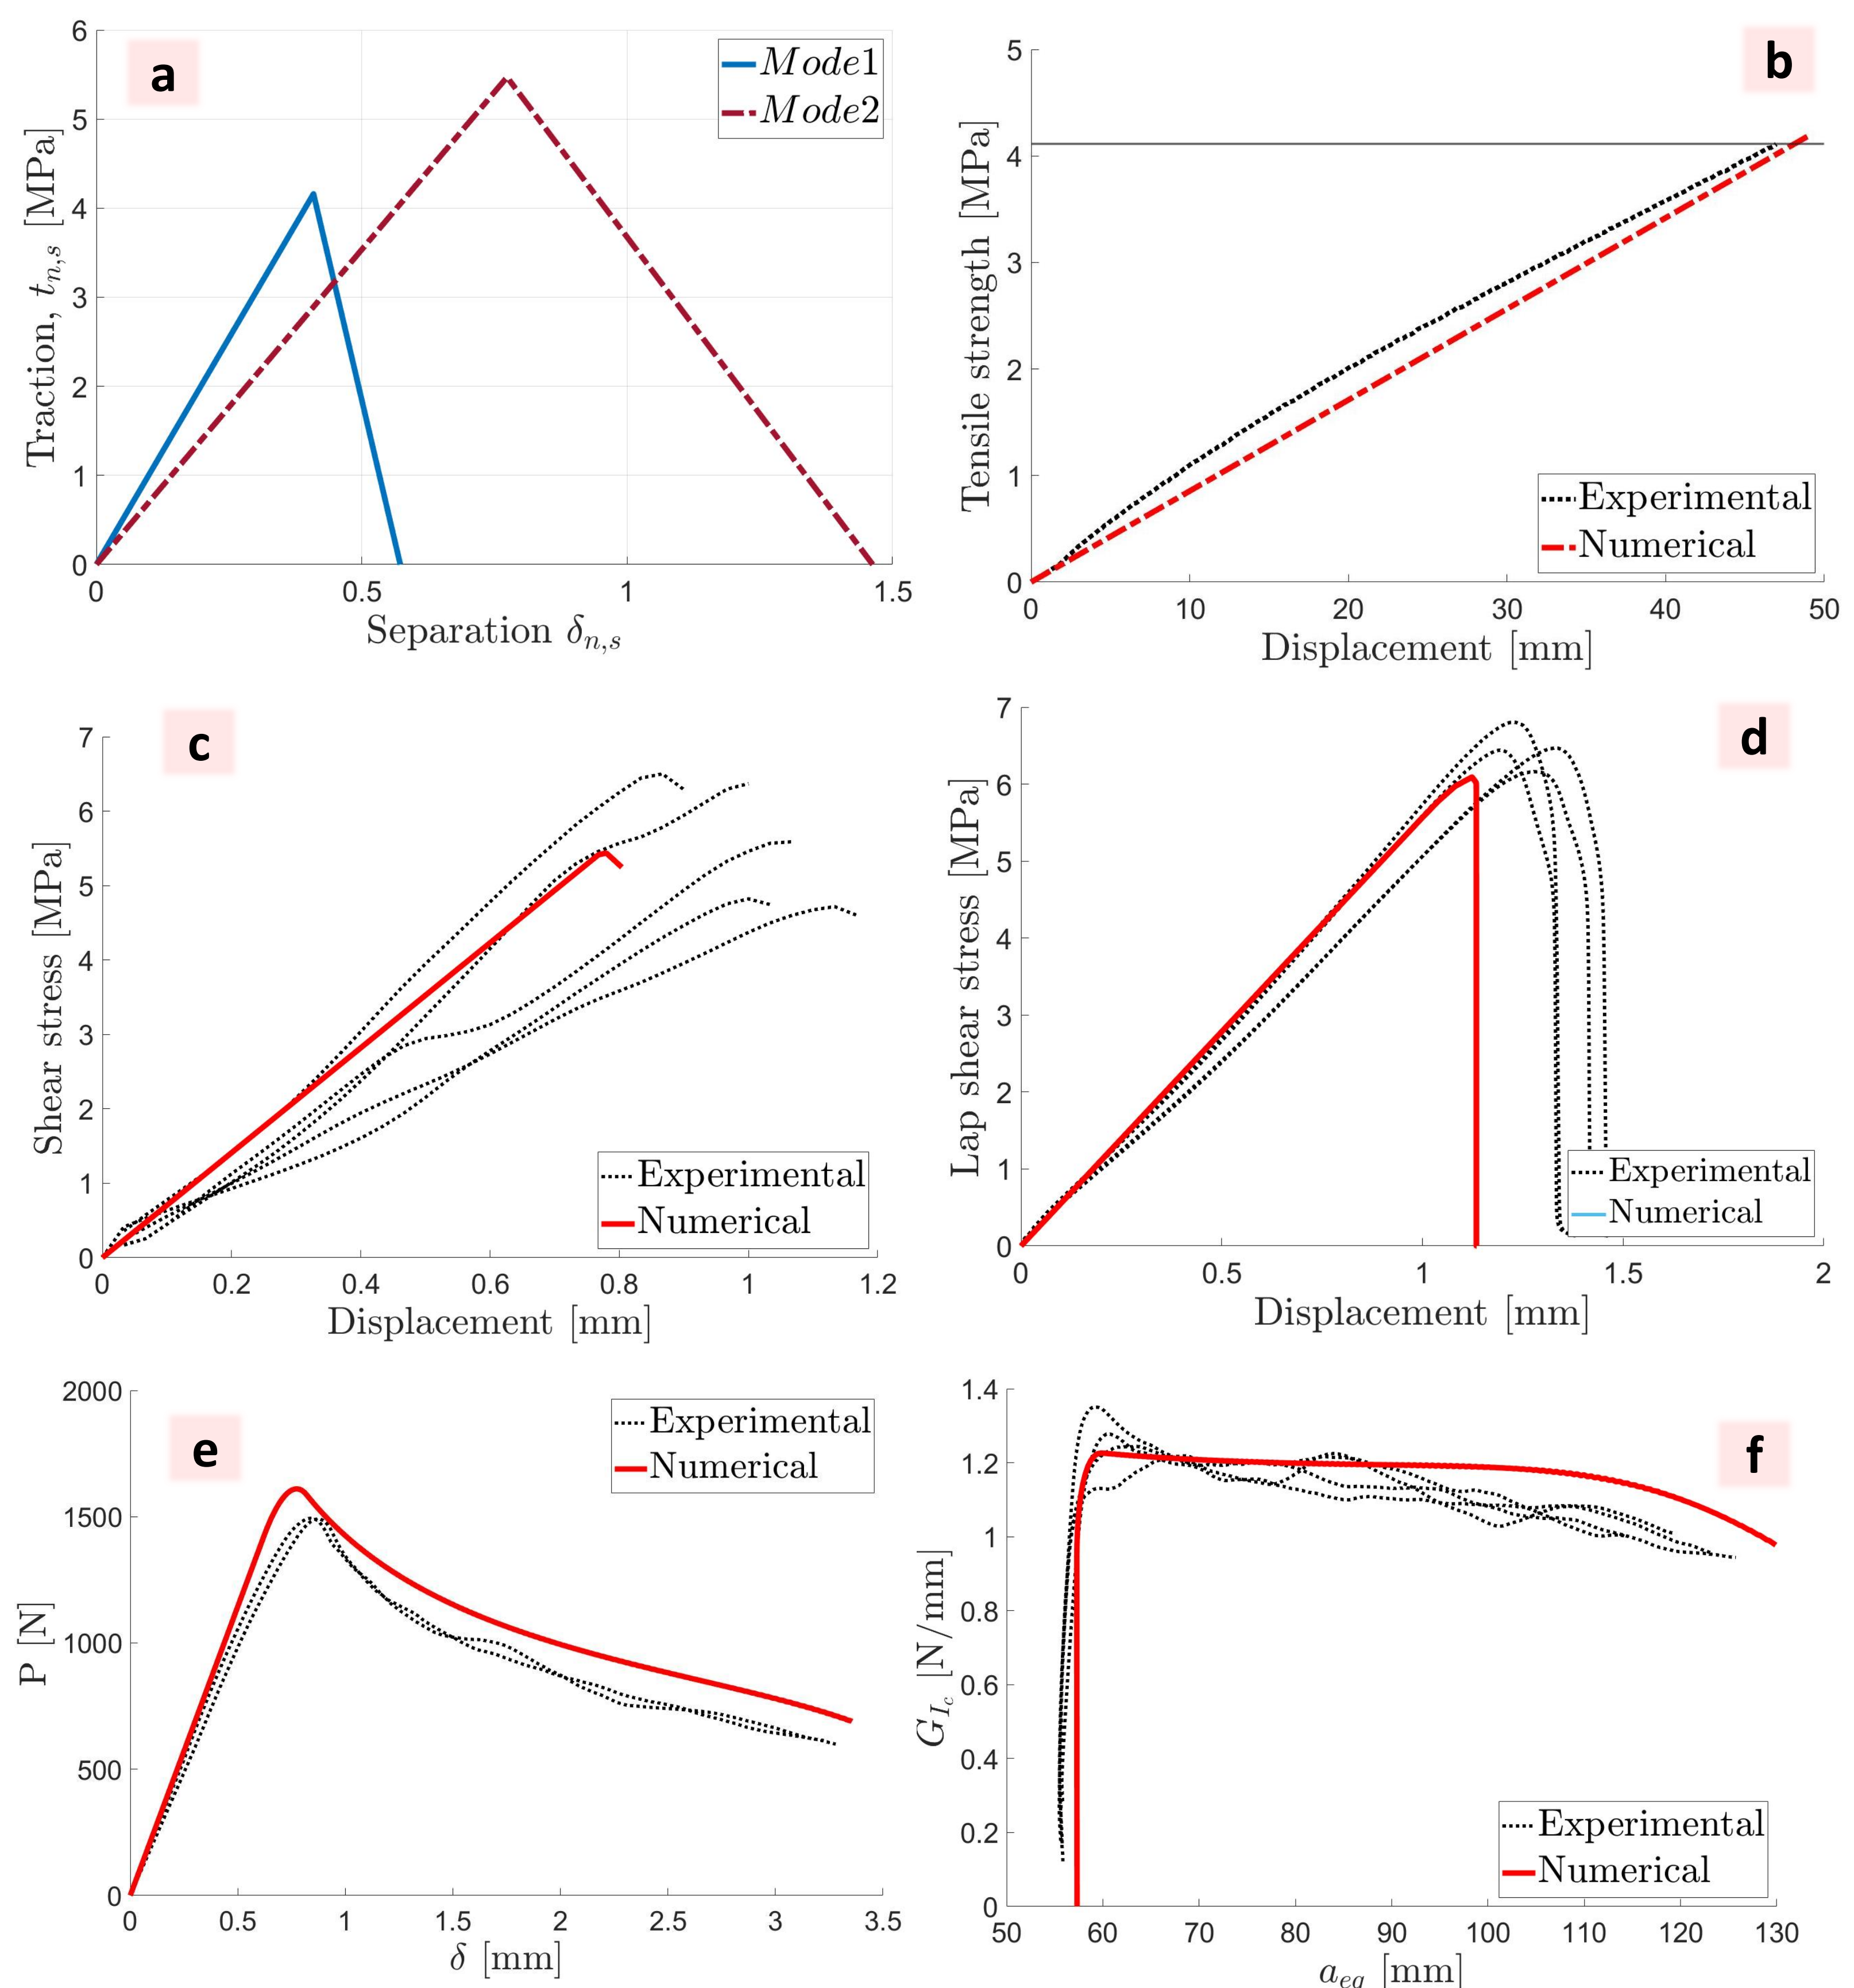 a
6
5
4
3
2
1
0
Traction, t_{n,s} [MPa]
Mode1
Mode2
0 0.5 1 1.5
Separation δ_{n,s}
b
5
4
3
2
1
0
Tensile strength [MPa]
Experimental
Numerical
0 10 20 30 40 50
Displacement [mm]
c
7
6
5
4
3
2
1
0
Shear stress [MPa]
Experimental
Numerical
0 0.2 0.4 0.6 0.8 1 1.2
Displacement [mm]
d
7
6
5
4
3
2
1
0
Lap shear stress [MPa]
Experimental
Numerical
0 0.5 1 1.5 2
Displacement [mm]
e
2000
1500
1000
500
0
P [N]
Experimental
Numerical
0 0.5 1 1.5 2 2.5 3 3.5
δ [mm]
f
1.4
1.2
1
0.8
0.6
0.4
0.2
0
G_{I_c} [N/mm]
Experimental
Numerical
50 60 70 80 90 100 110 120 130
a_{eq} [mm]